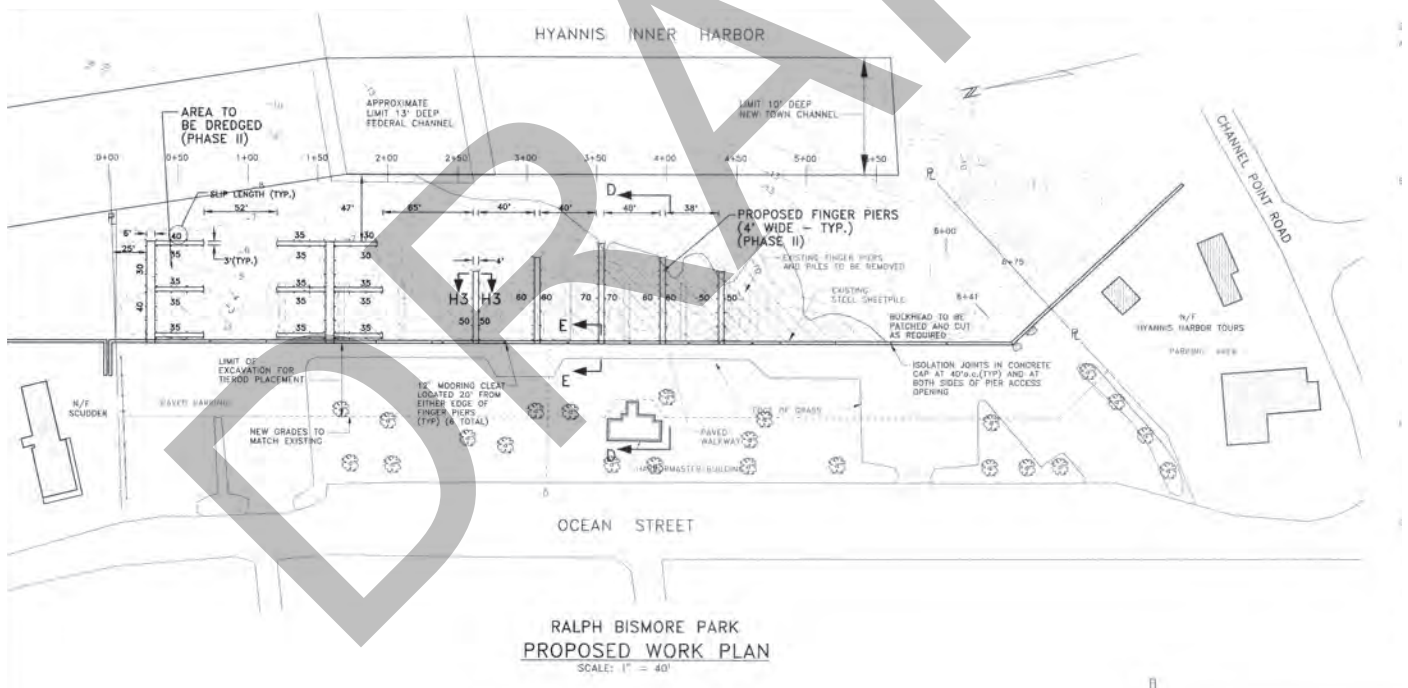 HYANNIS INNER HARBOR
DRAFT
AREA TO
BE DREDGED
(PHASE II)
APPROXIMATE
LIMIT 13' DEEP
FEDERAL CHANNEL
LIMIT 10' DEEP
NEW TOWN CHANNEL
CHANNEL POINT ROAD
0+00
0+50
1+00
1+50
2+00
2+50
3+00
3+50
4+00
4+50
5+00
5+50
6+00
6+75
6+41
SLIP LENGTH (TYP.)
52'
47'
65'
40'
40'
40'
38'
D
6'
25'
40
35
35
30
3'(TYP.)
4'
PROPOSED FINGER PIERS
(4' WIDE - TYP.)
(PHASE II)
EXISTING FINGER PIERS
AND PILES TO BE REMOVED
EXISTING
STEEL SHEETPILE
BUCKHEAD TO BE
PATCHED AND CUT
AS REQUIRED
30
40
35
35
35
35
35
35
35
35
35
30
30
H3
H3
50
50
60
60
70
70
60
60
50
50
E
E
N/F
HYANNIS HARBOR TOURS
PARKING AREA
ISOLATION JOINTS IN CONCRETE
CAP AT 40'o.c.(TYP) AND AT
BOTH SIDES OF PIER ACCESS
OPENING
LIMIT OF
EXCAVATION FOR
TIEROD PLACEMENT
12" MOORING CLEAT
LOCATED 20' FROM
EITHER EDGE OF
FINGER PIERS
(TYP) (8 TOTAL)
N/F
SCUDDER
PAVED PARKING
NEW GRADES TO
MATCH EXISTING
EDGE OF GRASS
PAVED
WALKWAY
D
HARBORMASTER BUILDING
OCEAN STREET
RALPH BISMORE PARK
PROPOSED WORK PLAN
SCALE: 1" = 40'